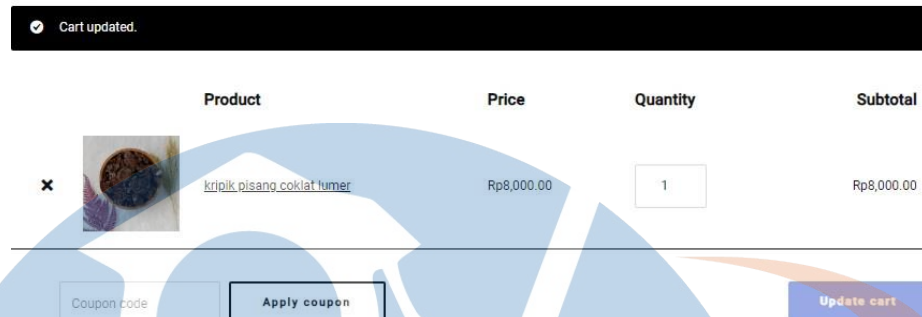 Cart updated.
Product Price Quantity Subtotal
kripik pisang coklat lumer Rp8,000.00 1 Rp8,000.00
Coupon code Apply coupon Update cart